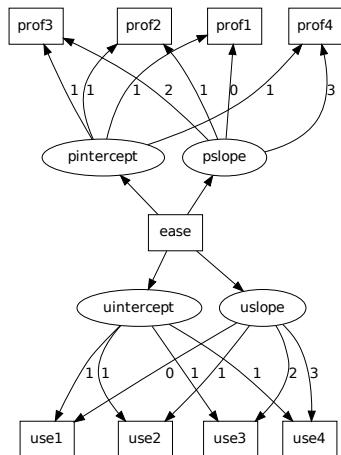 prof3 prof2 prof1 prof4
1 1 1 2 1 0 1 3
pintercept pslope
ease
uintercept uslope
1 1 0 1 1 1 2 3
use1 use2 use3 use4